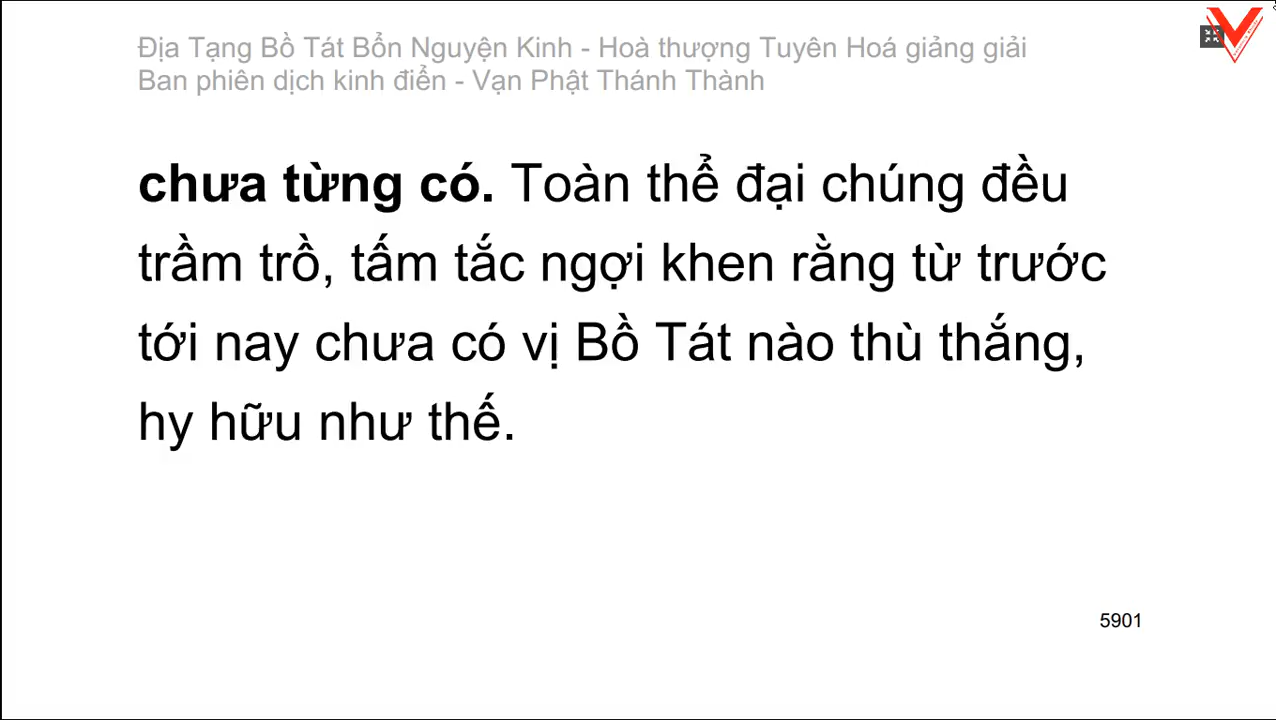 Địa Tạng Bồ Tát Bổn Nguyện Kinh - Hoà thượng Tuyên Hoá giảng giải
Ban phiên dịch kinh điển - Vạn Phật Thánh Thành
chưa từng có. Toàn thể đại chúng đều
trầm trồ, tấm tắc ngợi khen rằng từ trước
tới nay chưa có vị Bồ Tát nào thù thắng,
hy hữu như thế.
5901